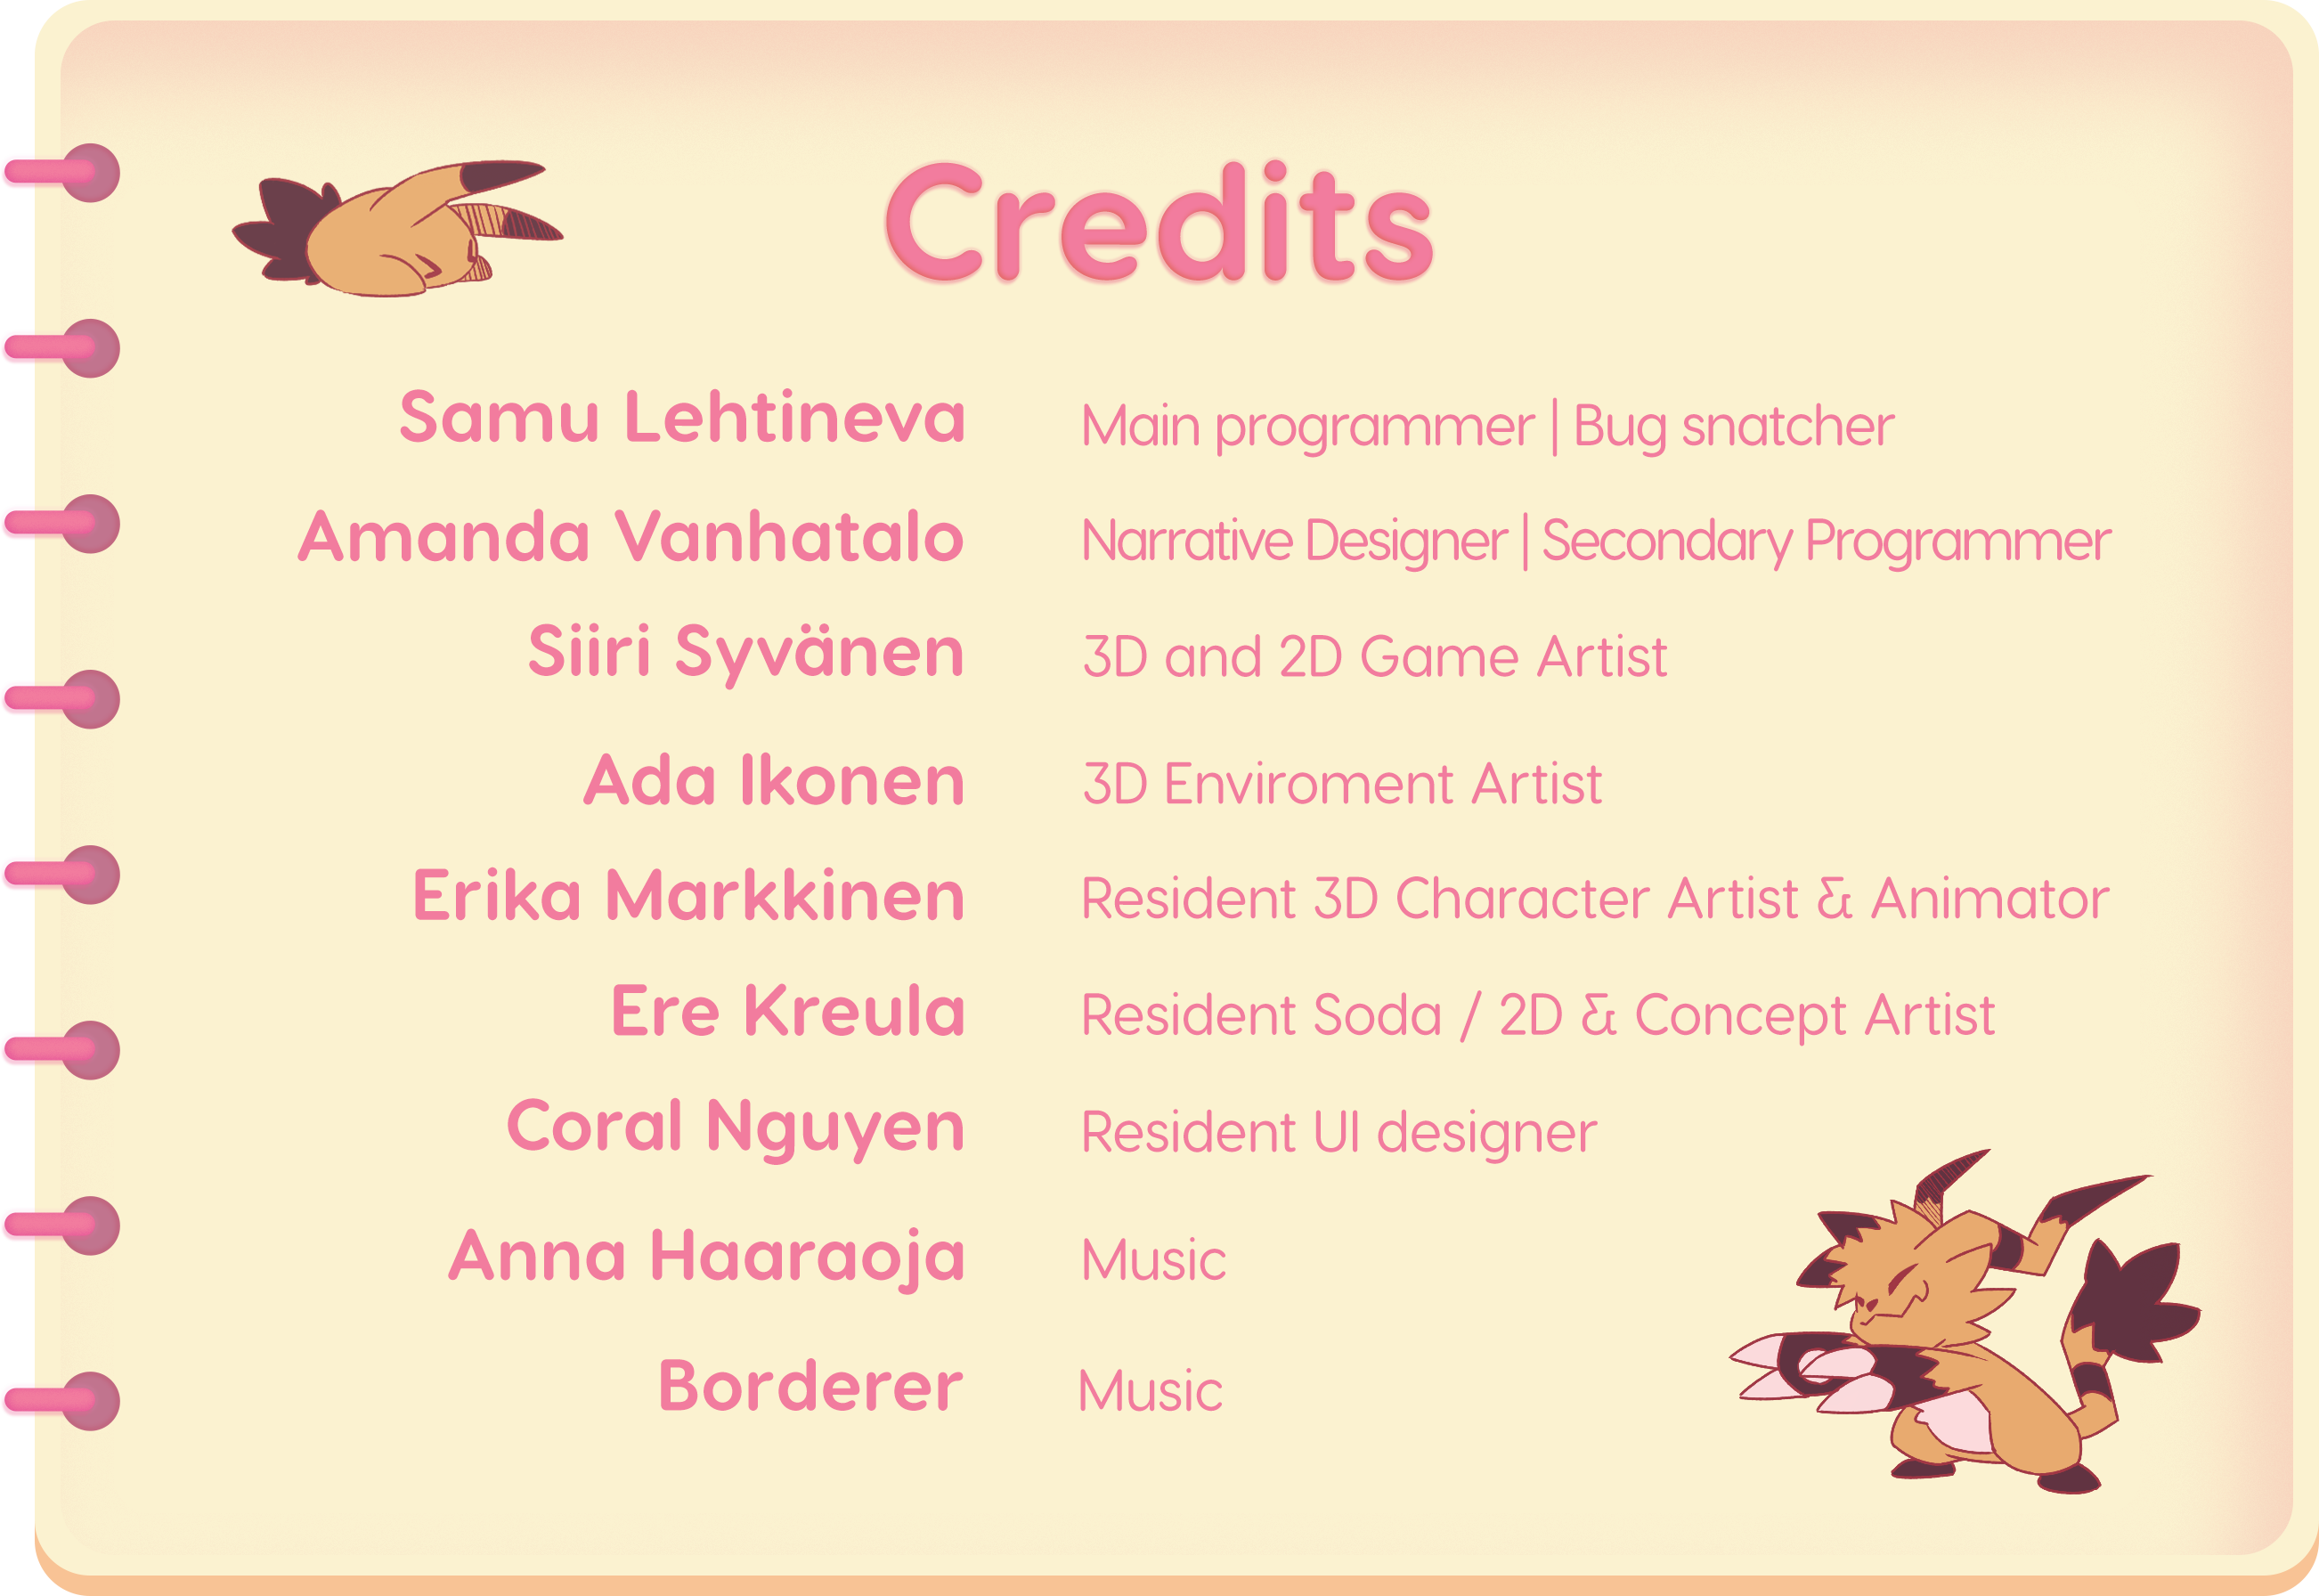 Credits
Samu Lehtineva Main programmer | Bug snatcher
Amanda Vanhatalo Narrative Designer | Secondary Programmer
Siiri Syvänen 3D and 2D Game Artist
Ada Ikonen 3D Enviroment Artist
Erika Markkinen Resident 3D Character Artist & Animator
Ere Kreula Resident Soda / 2D & Concept Artist
Coral Nguyen Resident UI designer
Anna Haaraoja Music
Borderer Music